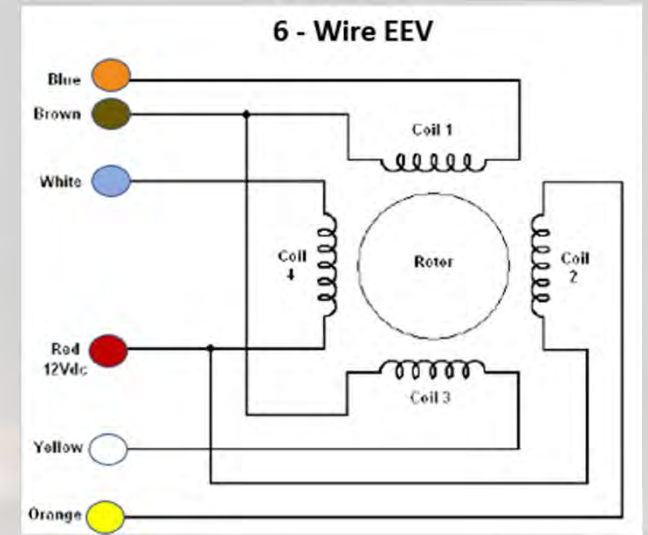 6 - Wire EEV
Blue
Brown
Coil 1
White
Coil
4
Rotor
Coil
2
Red
12Vdc
Coil 3
Yellow
Orange